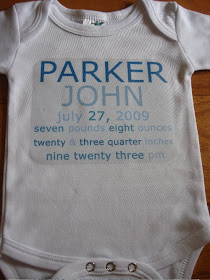 PARKER
JOHN
july 27, 2009
seven pounds eight ounces
twenty & three quarter inches
nine twenty three pm